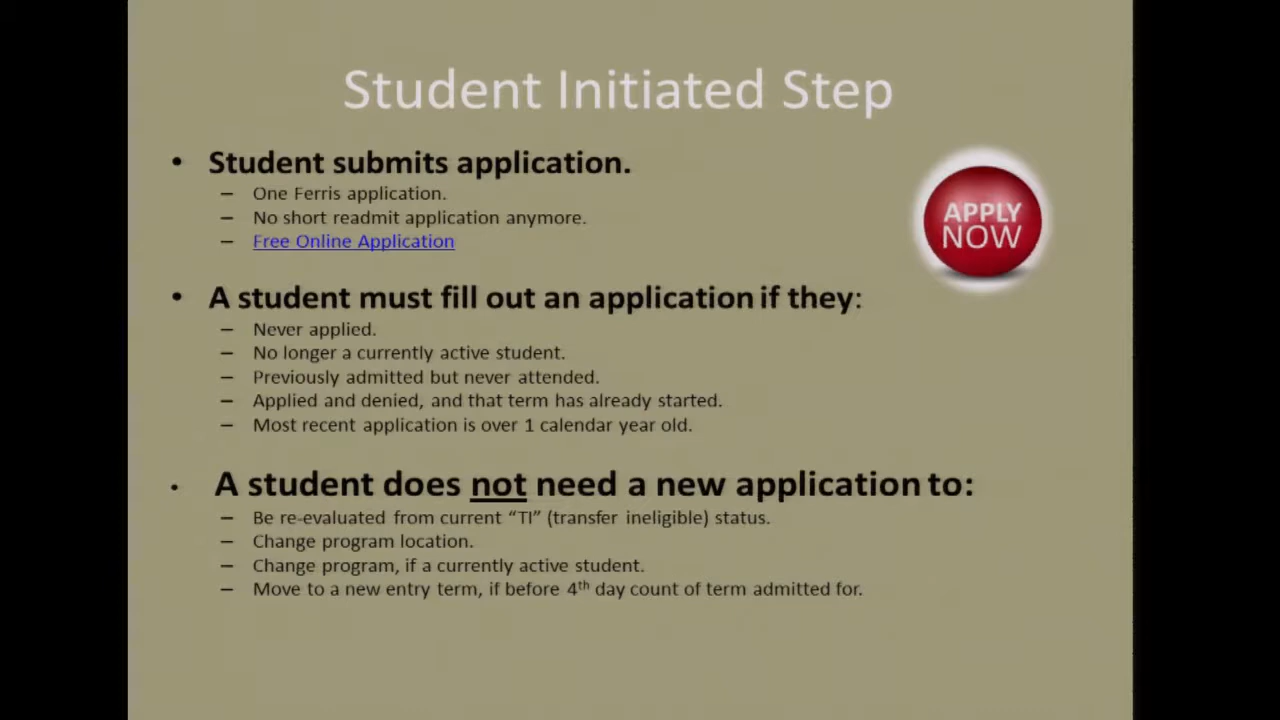 Student Initiated Step
• Student submits application.
– One Ferris application.
– No short readmit application anymore.
– Free Online Application
APPLY
NOW
• A student must fill out an application if they:
– Never applied.
– No longer a currently active student.
– Previously admitted but never attended.
– Applied and denied, and that term has already started.
– Most recent application is over 1 calendar year old.
• A student does not need a new application to:
– Be re-evaluated from current “TI” (transfer ineligible) status.
– Change program location.
– Change program, if a currently active student.
– Move to a new entry term, if before 4th day count of term admitted for.